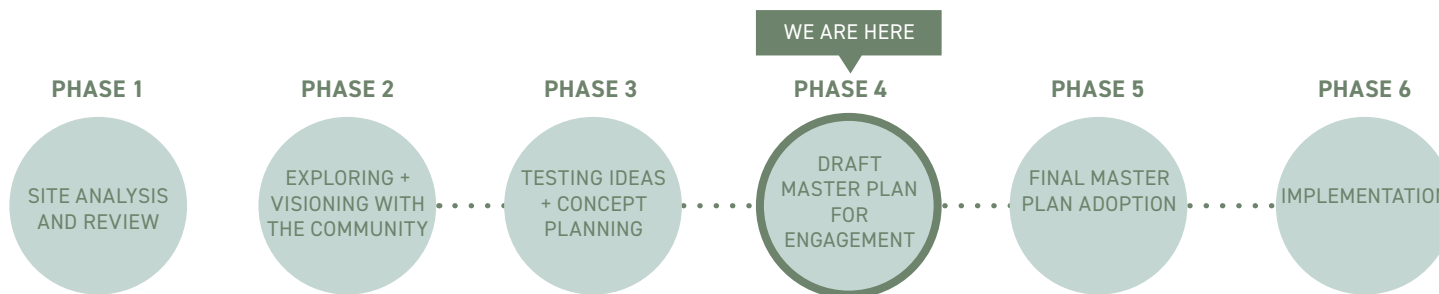 WE ARE HERE
PHASE 1
SITE ANALYSIS
AND REVIEW
PHASE 2
EXPLORING +
VISIONING WITH
THE COMMUNITY
PHASE 3
TESTING IDEAS
+ CONCEPT
PLANNING
PHASE 4
DRAFT
MASTER PLAN
FOR
ENGAGEMENT
PHASE 5
FINAL MASTER
PLAN ADOPTION
PHASE 6
IMPLEMENTATION